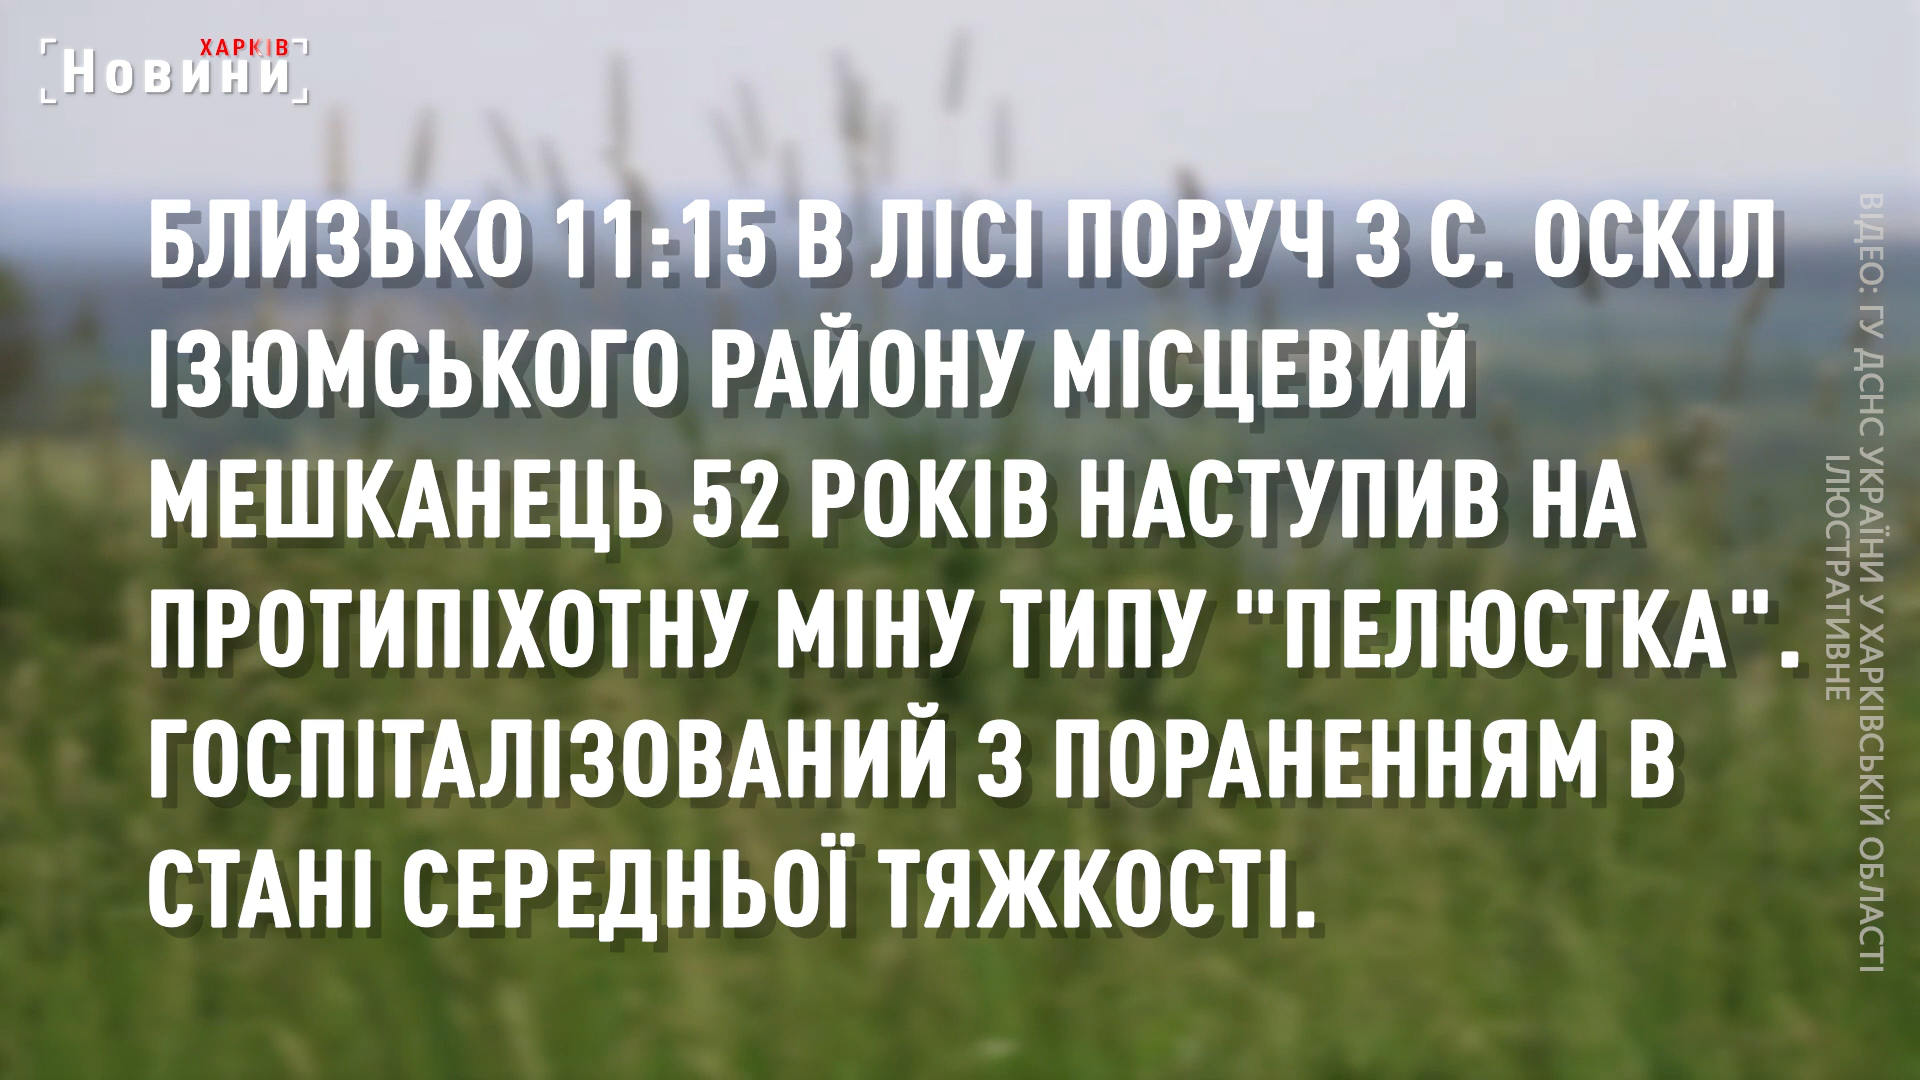 ХАРКІВ
Новини
БЛИЗЬКО 11:15 В ЛІСІ ПОРУЧ З С. ОСКІЛ
ІЗЮМСЬКОГО РАЙОНУ МІСЦЕВИЙ
МЕШКАНЕЦЬ 52 РОКІВ НАСТУПИВ НА
ПРОТИПІХОТНУ МІНУ ТИПУ "ПЕЛЮСТКА".
ГОСПІТАЛІЗОВАНИЙ З ПОРАНЕННЯМ В
СТАНІ СЕРЕДНЬОЇ ТЯЖКОСТІ.
ВІДЕО: ГУ ДСНС УКРАЇНИ У ХАРКІВСЬКІЙ ОБЛАСТІ
ІЛЮСТРАТИВНЕ